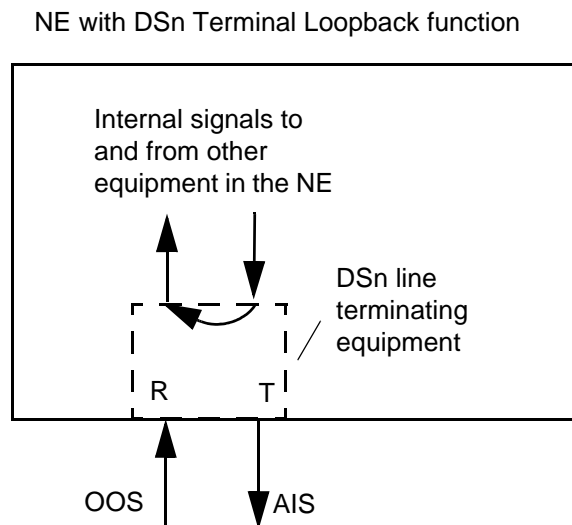 NE with DSn Terminal Loopback function
Internal signals to
and from other
equipment in the NE
DSn line
terminating
equipment
R
T
OOS
AIS